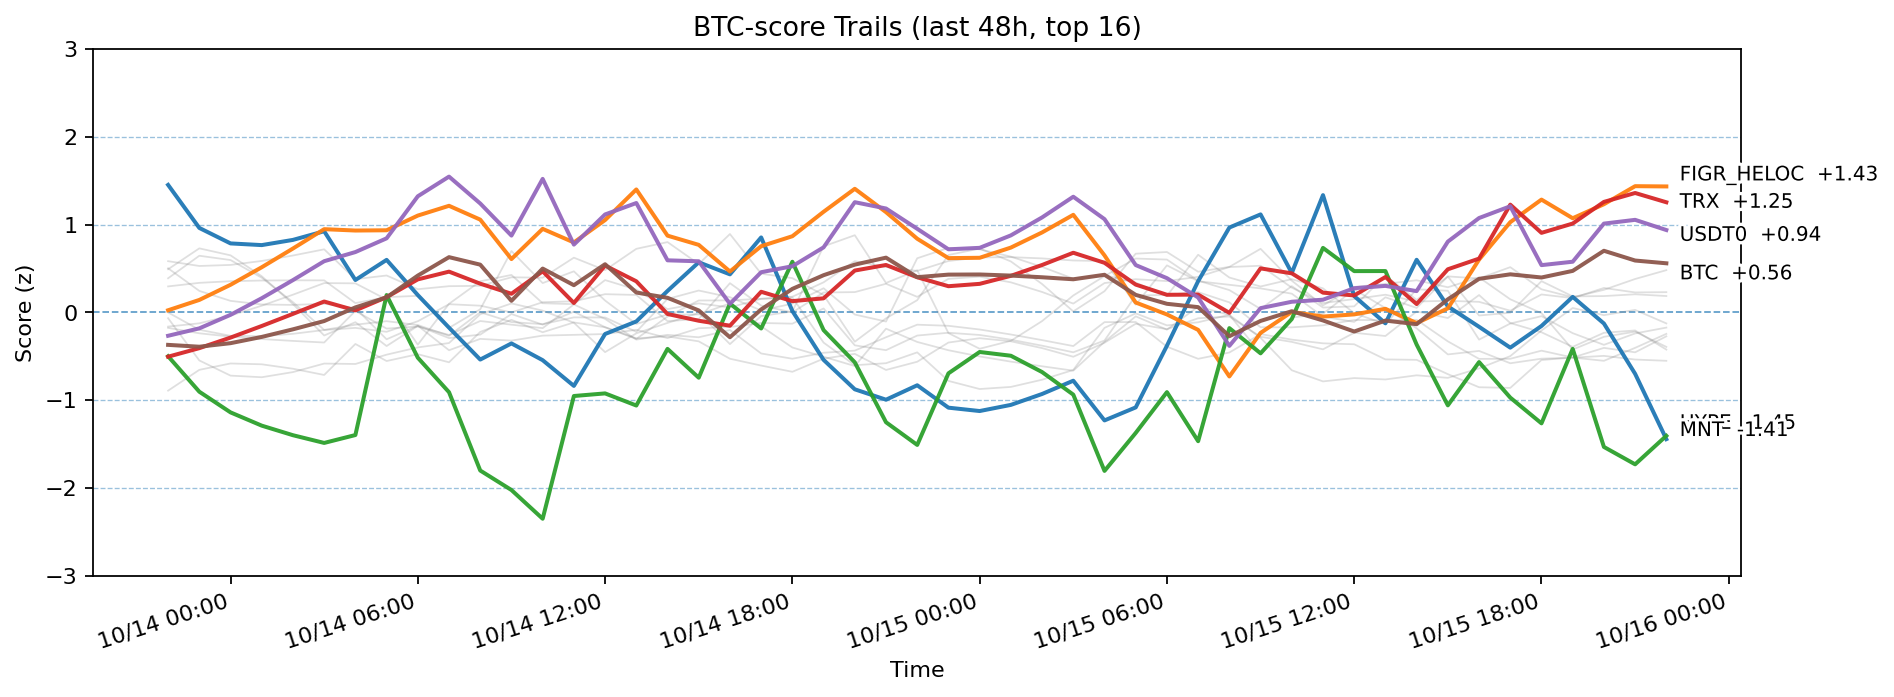 BTC-score Trails (last 48h, top 16)
Score (z)
3
2
1
0
−1
−2
−3
FIGR_HELOC +1.43
TRX +1.25
USDT0 +0.94
BTC +0.56
MNT -1.41
10/14 00:00
10/14 06:00
10/14 12:00
10/14 18:00
10/15 00:00
10/15 06:00
10/15 12:00
10/15 18:00
10/16 00:00
Time